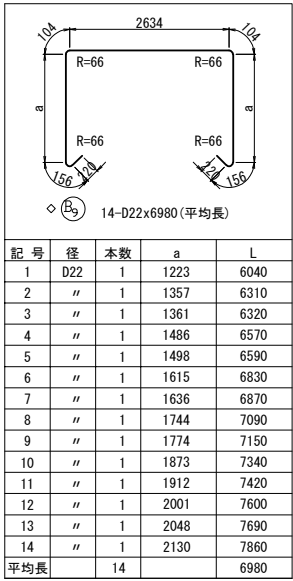 104 2634 104
R=66 R=66
a a
R=66 R=66
156 220 220 156
◇ B9 14-D22x6980(平均長)
記 号 径 本数 a L
1 D22 1 1223 6040
2 〃 1 1357 6310
3 〃 1 1361 6320
4 〃 1 1486 6570
5 〃 1 1498 6590
6 〃 1 1615 6830
7 〃 1 1636 6870
8 〃 1 1744 7090
9 〃 1 1774 7150
10 〃 1 1873 7340
11 〃 1 1912 7420
12 〃 1 2001 7600
13 〃 1 2048 7690
14 〃 1 2130 7860
平均長 14 6980